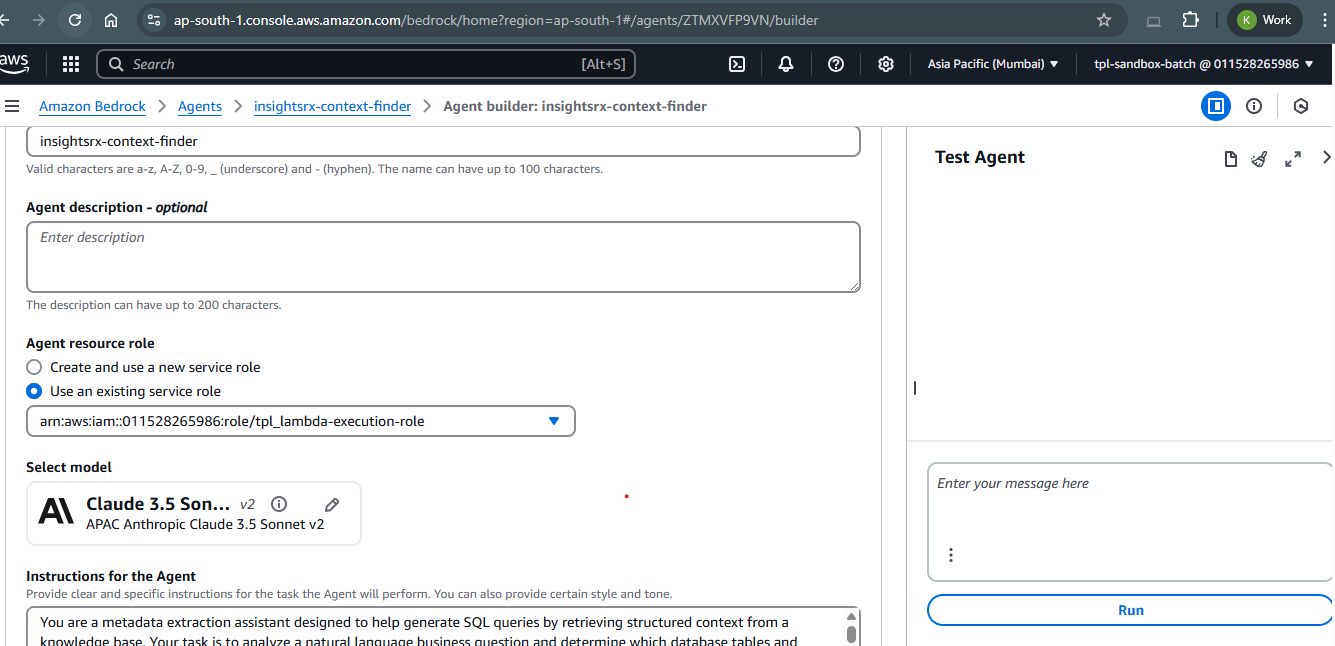 ap-south-1.console.aws.amazon.com/bedrock/home?region=ap-south-1#/agents/ZTMXVFP9VN/builder
K Work
aws
Search [Alt+S]
Asia Pacific (Mumbai) ▼
tpl-sandbox-batch @ 011528265986 ▼
Amazon Bedrock > Agents > insightsrx-context-finder > Agent builder: insightsrx-context-finder
insightsrx-context-finder
Valid characters are a-z, A-Z, 0-9, _ (underscore) and - (hyphen). The name can have up to 100 characters.
Agent description - optional
Enter description
The description can have up to 200 characters.
Agent resource role
Create and use a new service role
Use an existing service role
arn:aws:iam::011528265986:role/tpl_lambda-execution-role
Select model
Claude 3.5 Son... v2
APAC Anthropic Claude 3.5 Sonnet v2
Instructions for the Agent
Provide clear and specific instructions for the task the Agent will perform. You can also provide certain style and tone.
You are a metadata extraction assistant designed to help generate SQL queries by retrieving structured context from a
knowledge base. Your task is to analyze a natural language business question and determine which database tables and
Test Agent
Enter your message here
Run